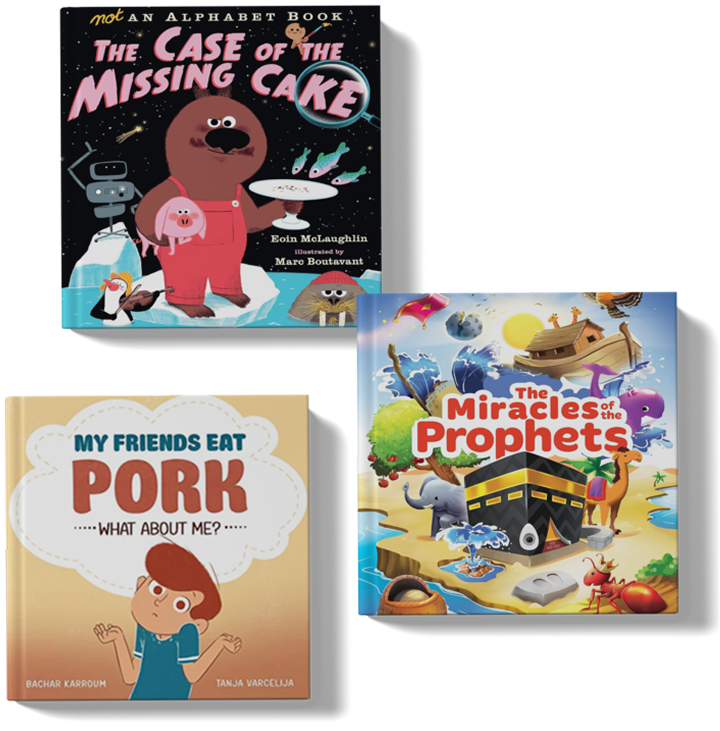 not AN ALPHABET BOOK
THE CASE OF THE
MISSING CAKE
Eoin McLaughlin
illustrated by
Marc Boutavant
The
Miracles of the
Prophets
MY FRIENDS EAT
PORK
WHAT ABOUT ME?
BACHAR KARROUM TANJA VARCELIJA